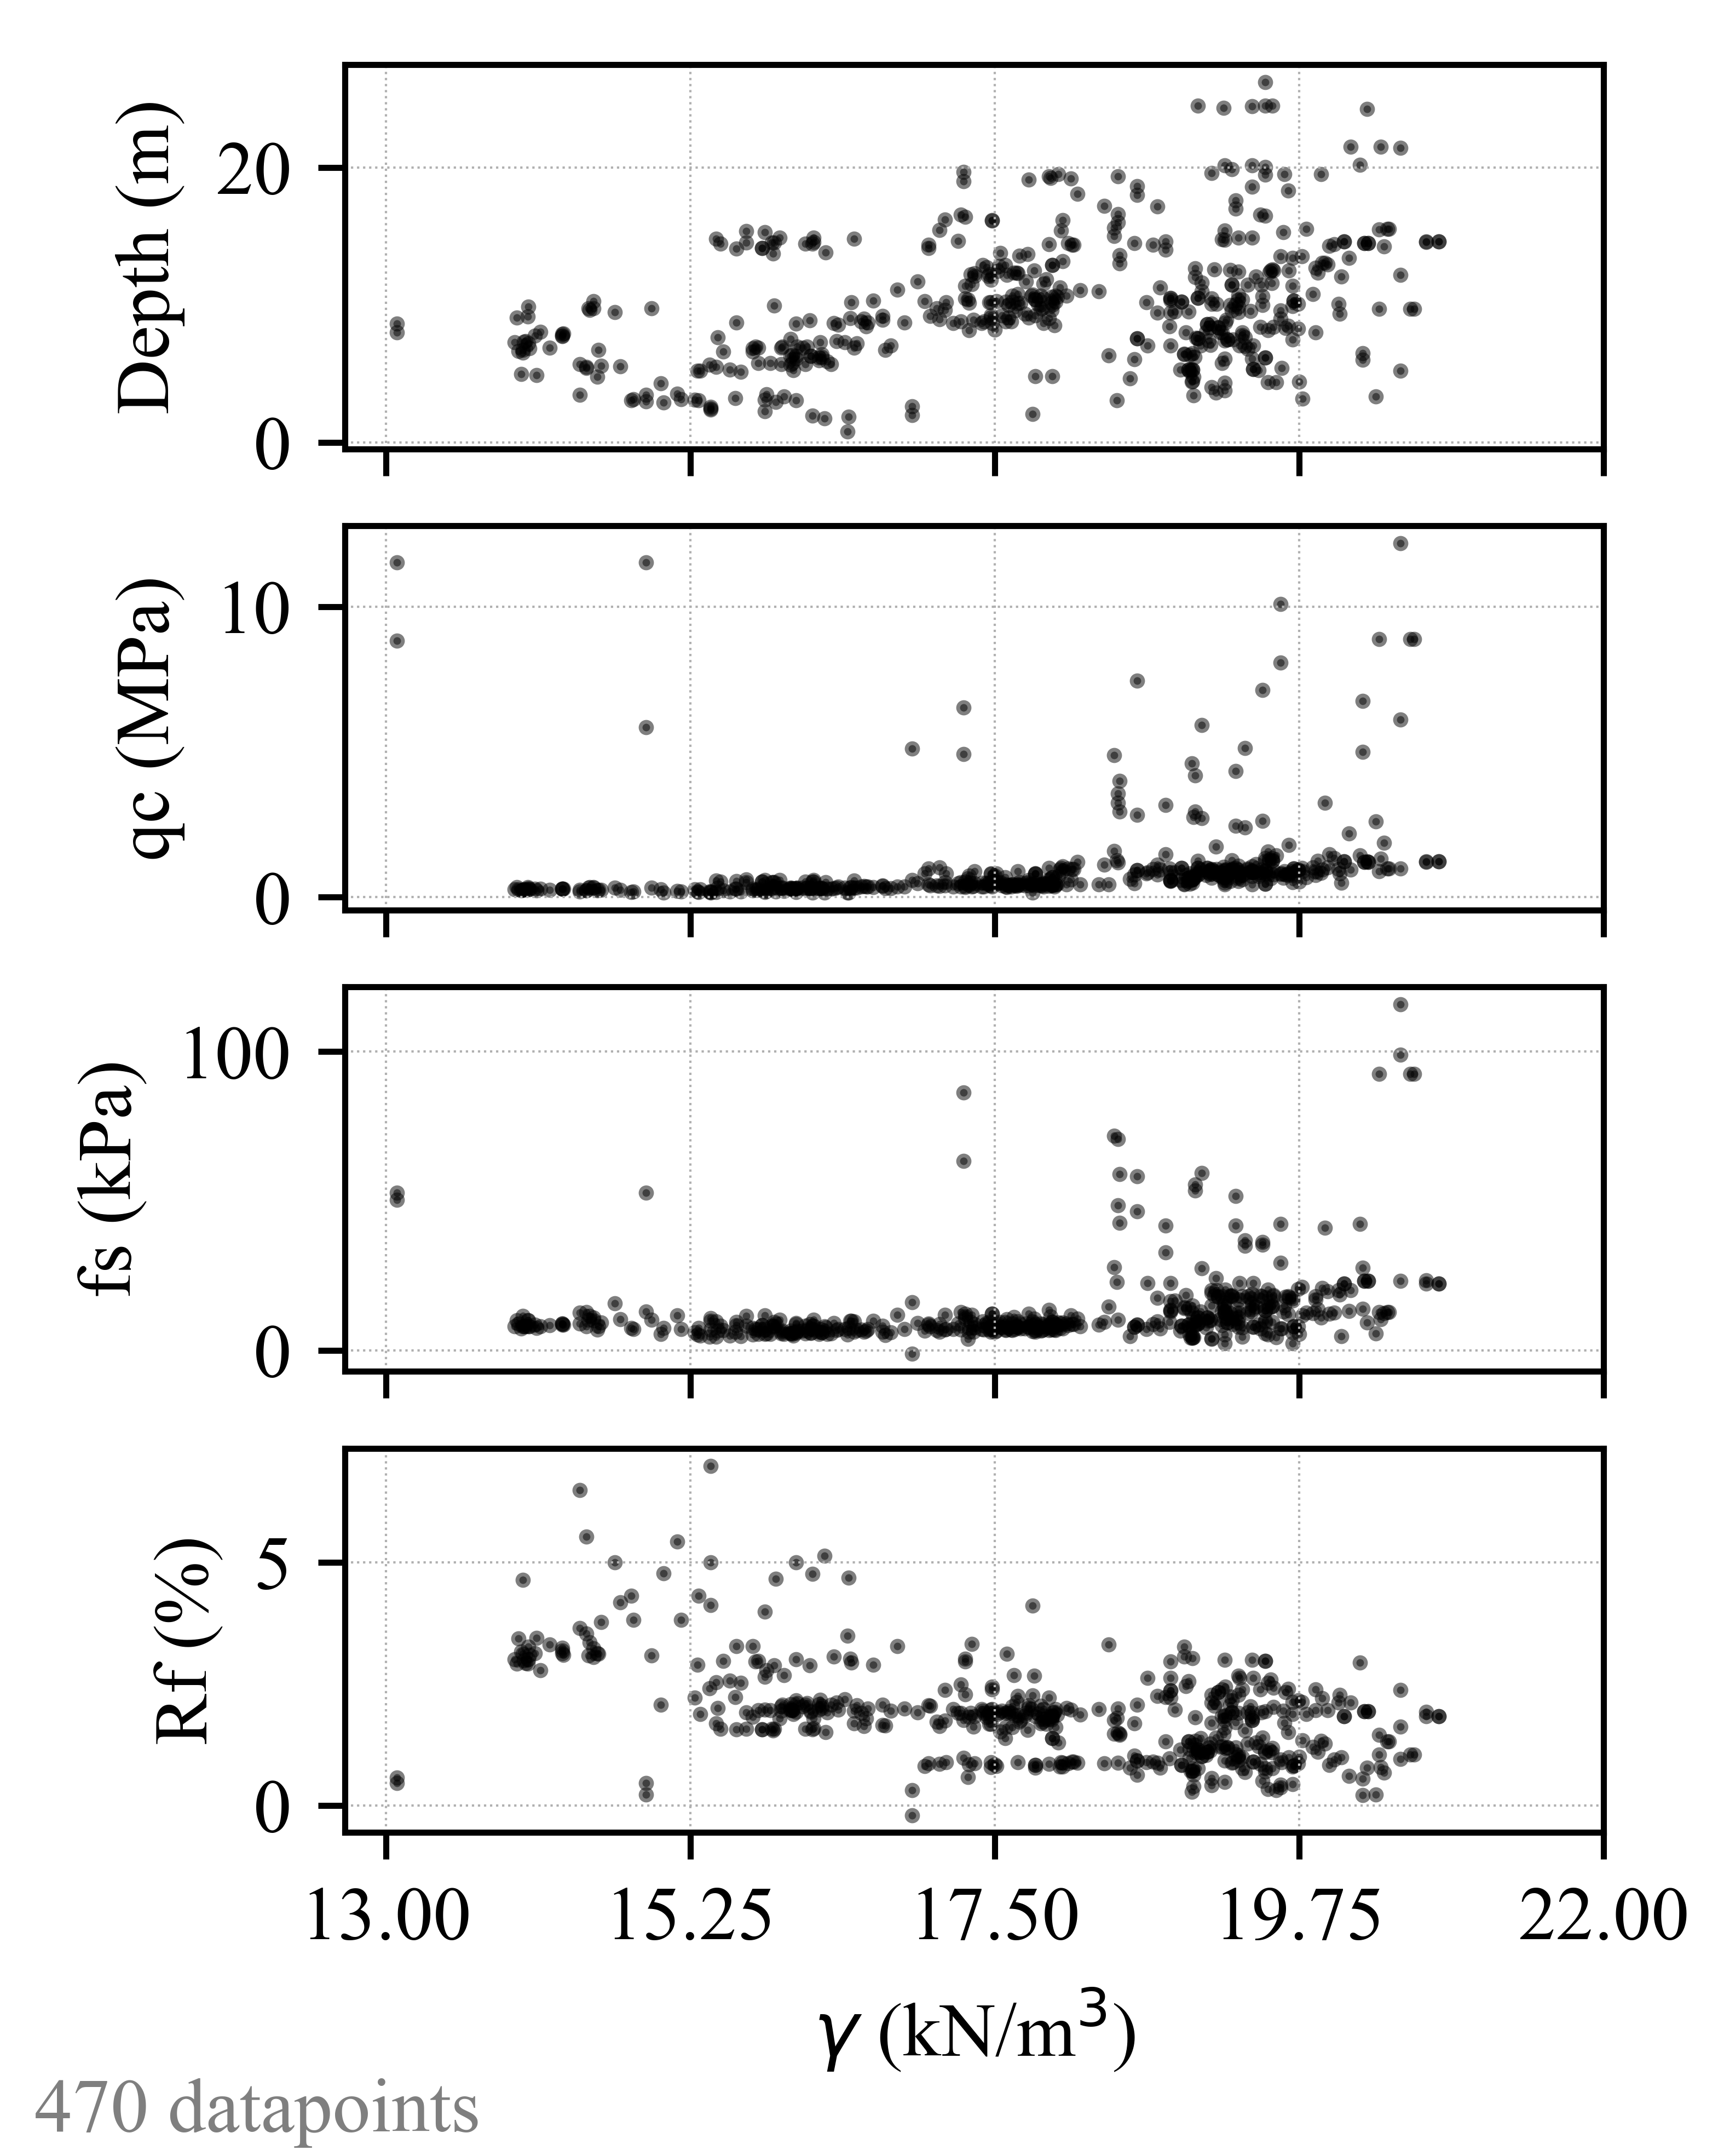 Depth (m)
20
0
qc (MPa)
10
0
fs (kPa)
100
0
Rf (%)
5
0
13.00 15.25 17.50 19.75 22.00
γ (kN/m³)
470 datapoints